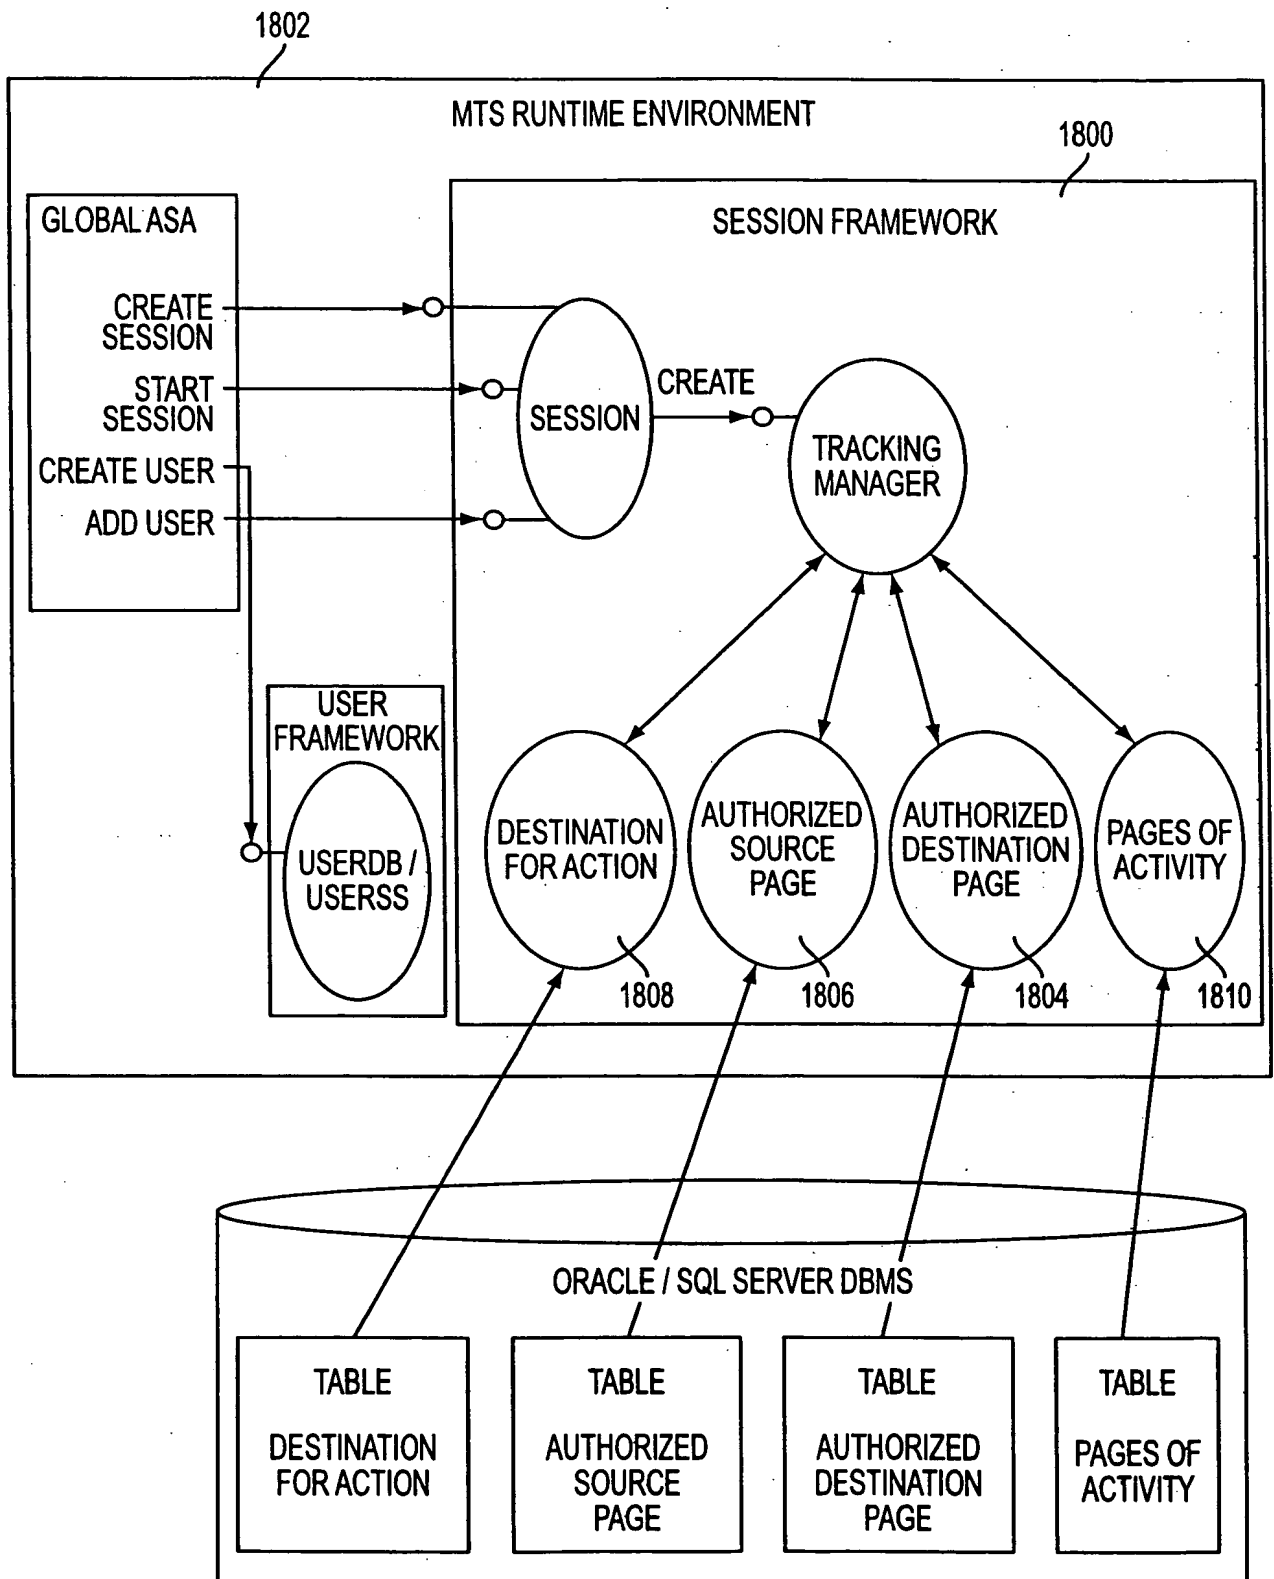 1802
MTS RUNTIME ENVIRONMENT
1800
GLOBAL ASA
SESSION FRAMEWORK
CREATE
SESSION
START
SESSION
CREATE USER
ADD USER
SESSION
CREATE
TRACKING
MANAGER
USER
FRAMEWORK
USERDB /
USERSS
DESTINATION
FOR ACTION
AUTHORIZED
SOURCE
PAGE
AUTHORIZED
DESTINATION
PAGE
PAGES OF
ACTIVITY
1808
1806
1804
1810
ORACLE / SQL SERVER DBMS
TABLE
DESTINATION
FOR ACTION
TABLE
AUTHORIZED
SOURCE
PAGE
TABLE
AUTHORIZED
DESTINATION
PAGE
TABLE
PAGES OF
ACTIVITY